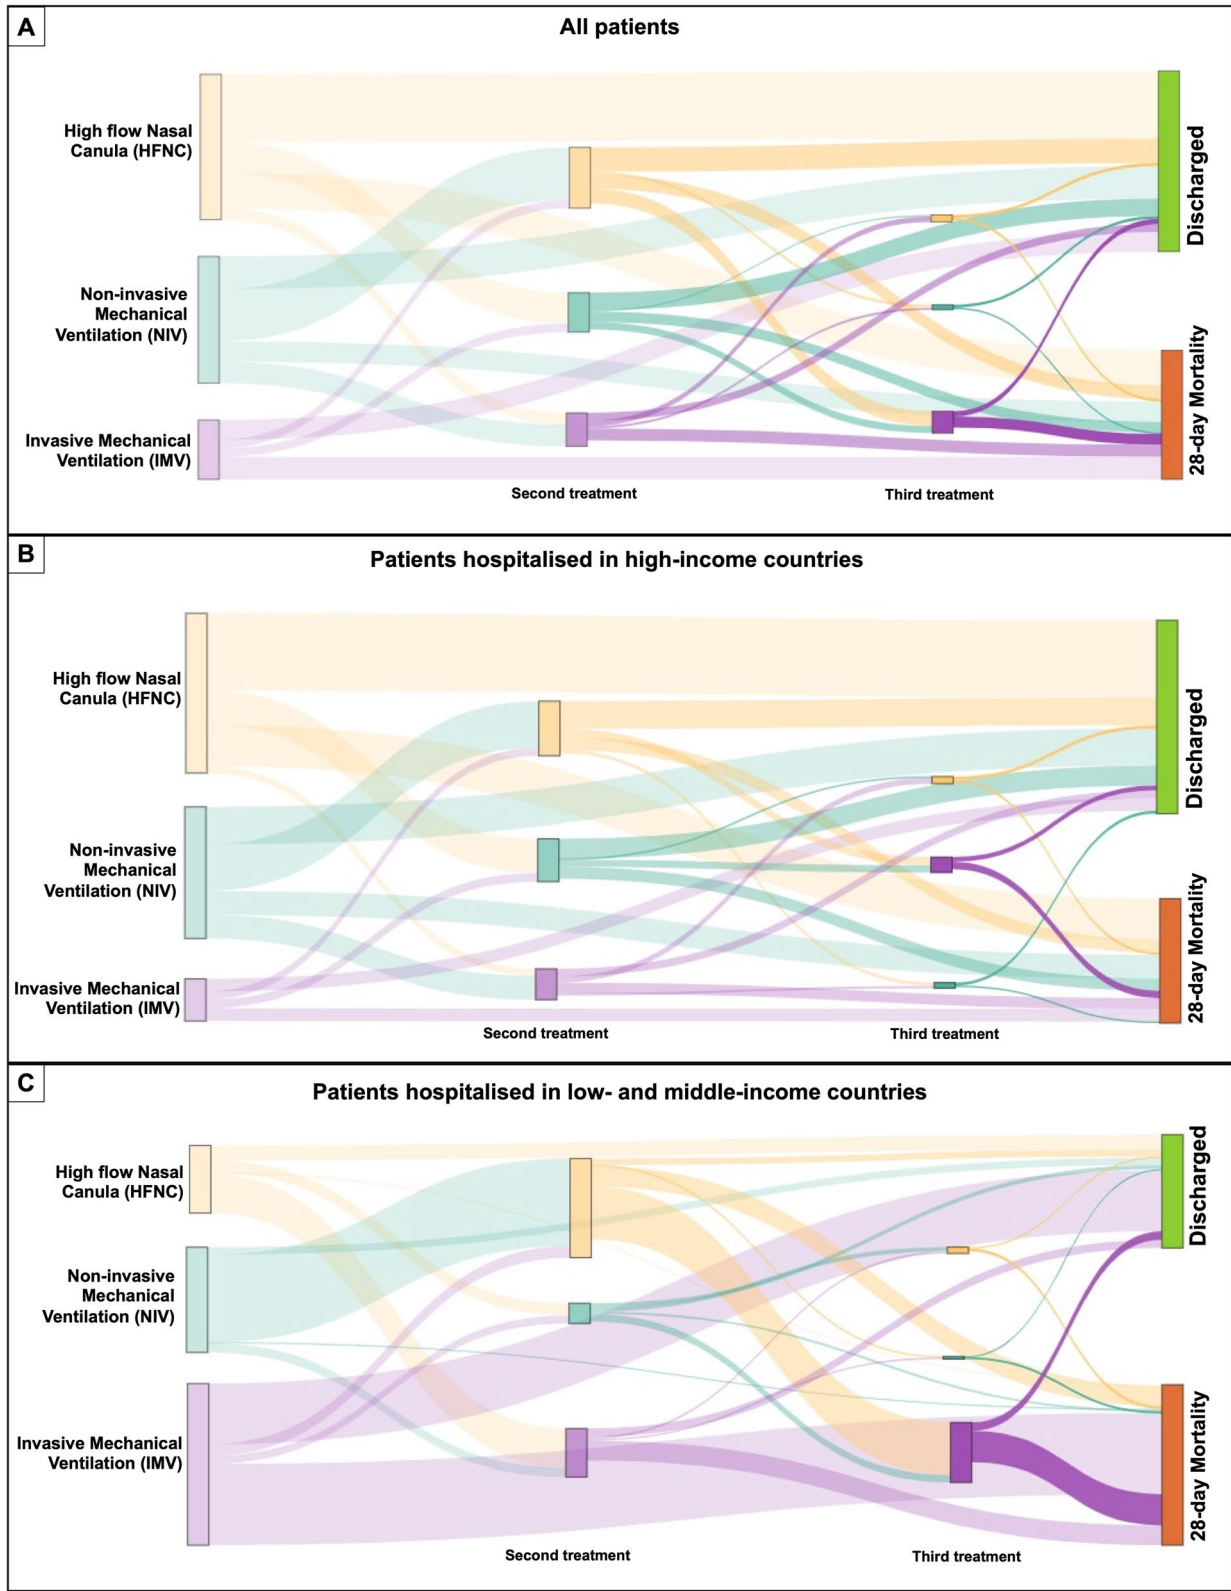 A
All patients
High flow Nasal
Canula (HFNC)
Non-invasive
Mechanical
Ventilation (NIV)
Invasive Mechanical
Ventilation (IMV)
Second treatment
Third treatment
Discharged
28-day Mortality
B
Patients hospitalised in high-income countries
High flow Nasal
Canula (HFNC)
Non-invasive
Mechanical
Ventilation (NIV)
Invasive Mechanical
Ventilation (IMV)
Second treatment
Third treatment
Discharged
28-day Mortality
C
Patients hospitalised in low- and middle-income countries
High flow Nasal
Canula (HFNC)
Non-invasive
Mechanical
Ventilation (NIV)
Invasive Mechanical
Ventilation (IMV)
Second treatment
Third treatment
Discharged
28-day Mortality